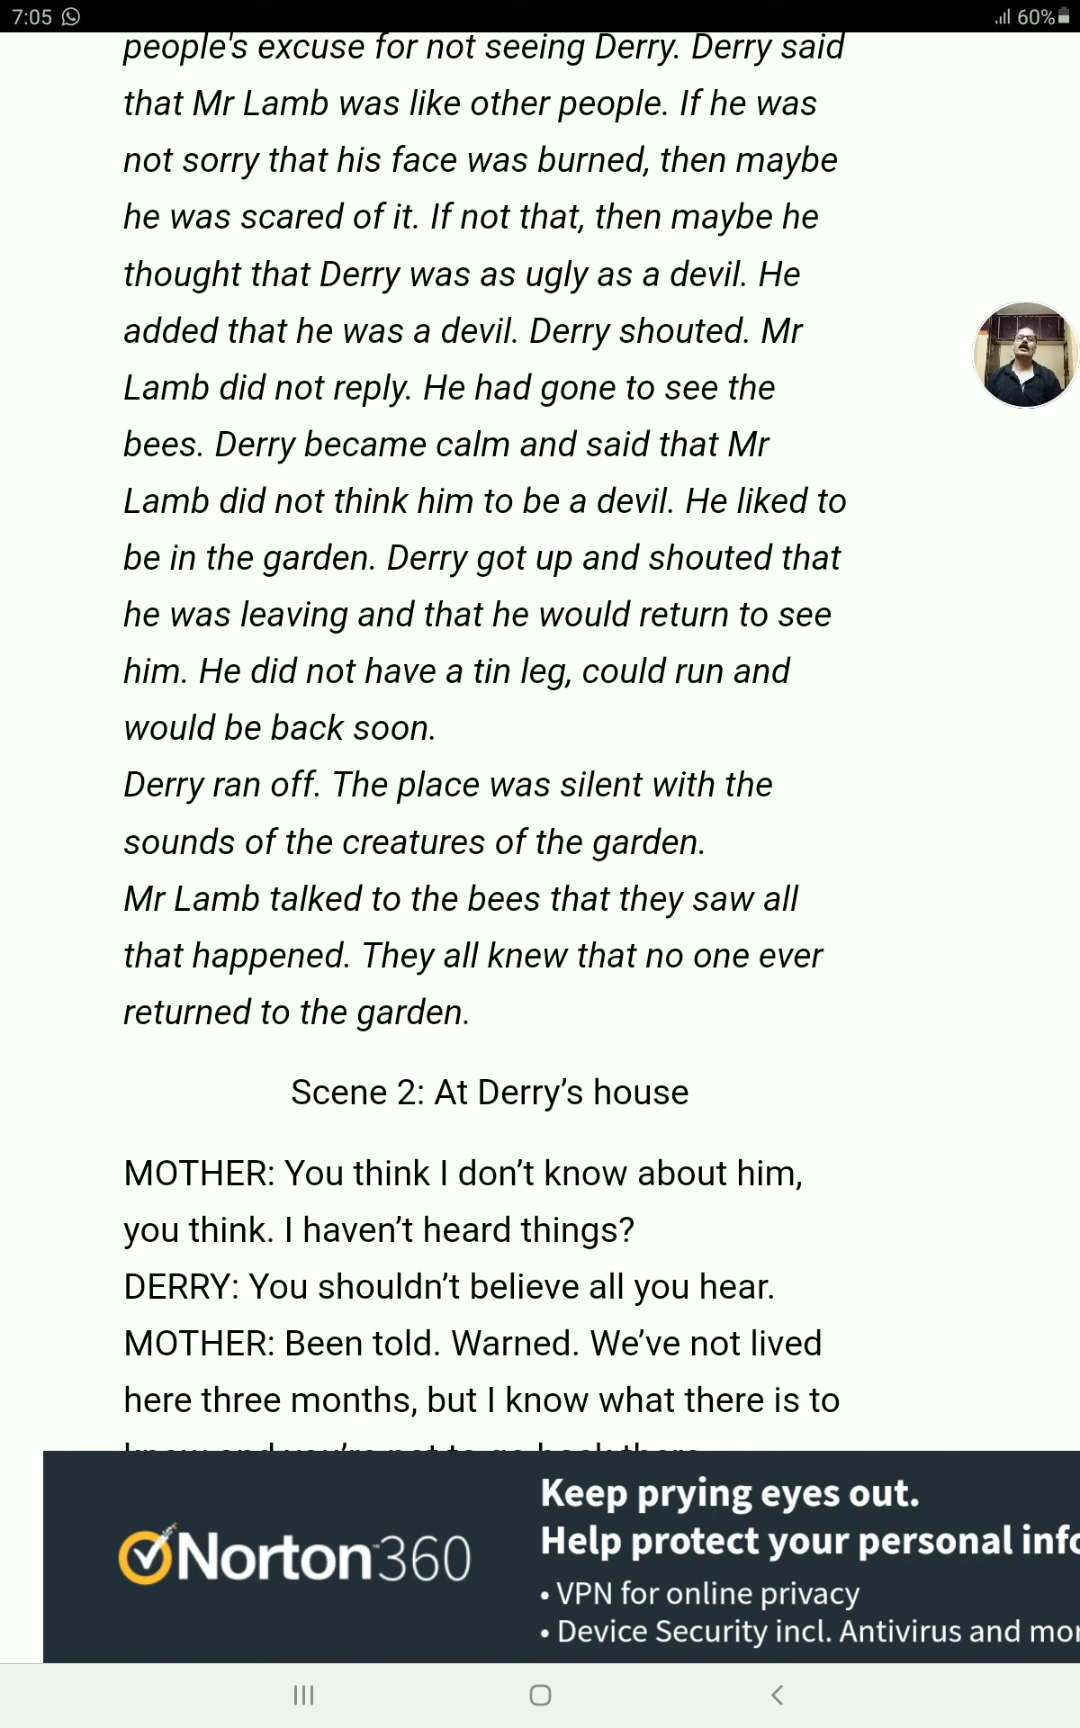 7:05 60%
people's excuse for not seeing Derry. Derry said
that Mr Lamb was like other people. If he was
not sorry that his face was burned, then maybe
he was scared of it. If not that, then maybe he
thought that Derry was as ugly as a devil. He
added that he was a devil. Derry shouted. Mr
Lamb did not reply. He had gone to see the
bees. Derry became calm and said that Mr
Lamb did not think him to be a devil. He liked to
be in the garden. Derry got up and shouted that
he was leaving and that he would return to see
him. He did not have a tin leg, could run and
would be back soon.
Derry ran off. The place was silent with the
sounds of the creatures of the garden.
Mr Lamb talked to the bees that they saw all
that happened. They all knew that no one ever
returned to the garden.
Scene 2: At Derry’s house
MOTHER: You think I don’t know about him,
you think. I haven’t heard things?
DERRY: You shouldn’t believe all you hear.
MOTHER: Been told. Warned. We’ve not lived
here three months, but I know what there is to
know and you’re not to go back there
Norton™360
Keep prying eyes out.
Help protect your personal info
• VPN for online privacy
• Device Security incl. Antivirus and mor